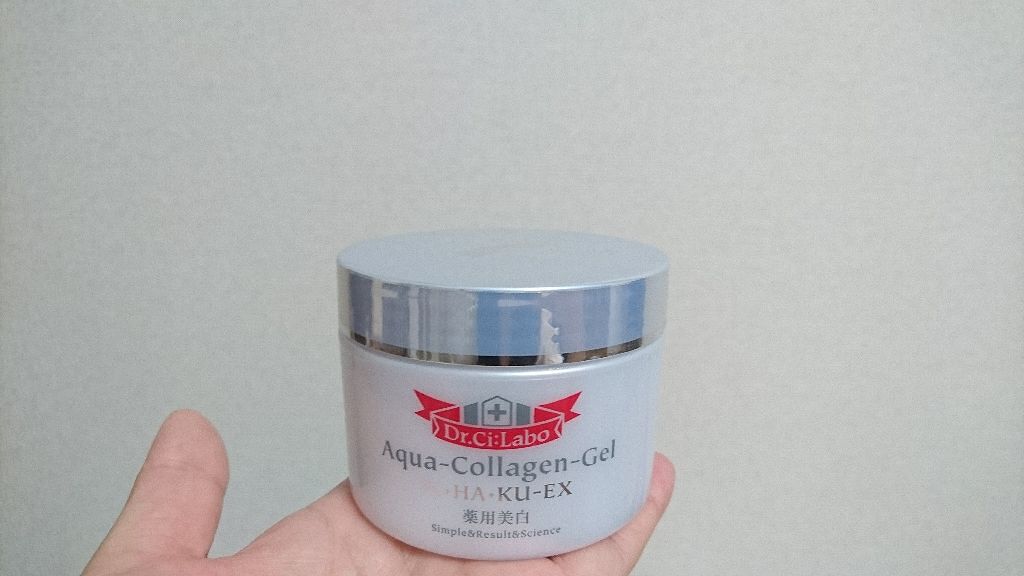 Dr.Ci:Labo
Aqua-Collagen-Gel
HA・KU-EX
薬用美白
Simple&Result&Science